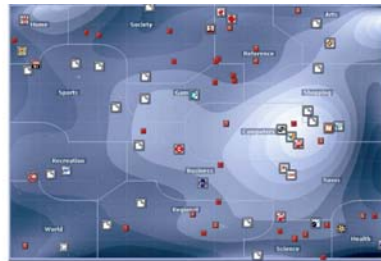 Home
Society
Arts
Reference
Sports
Games
Shopping
Computers
Recreation
Business
News
Regional
World
Science
Health